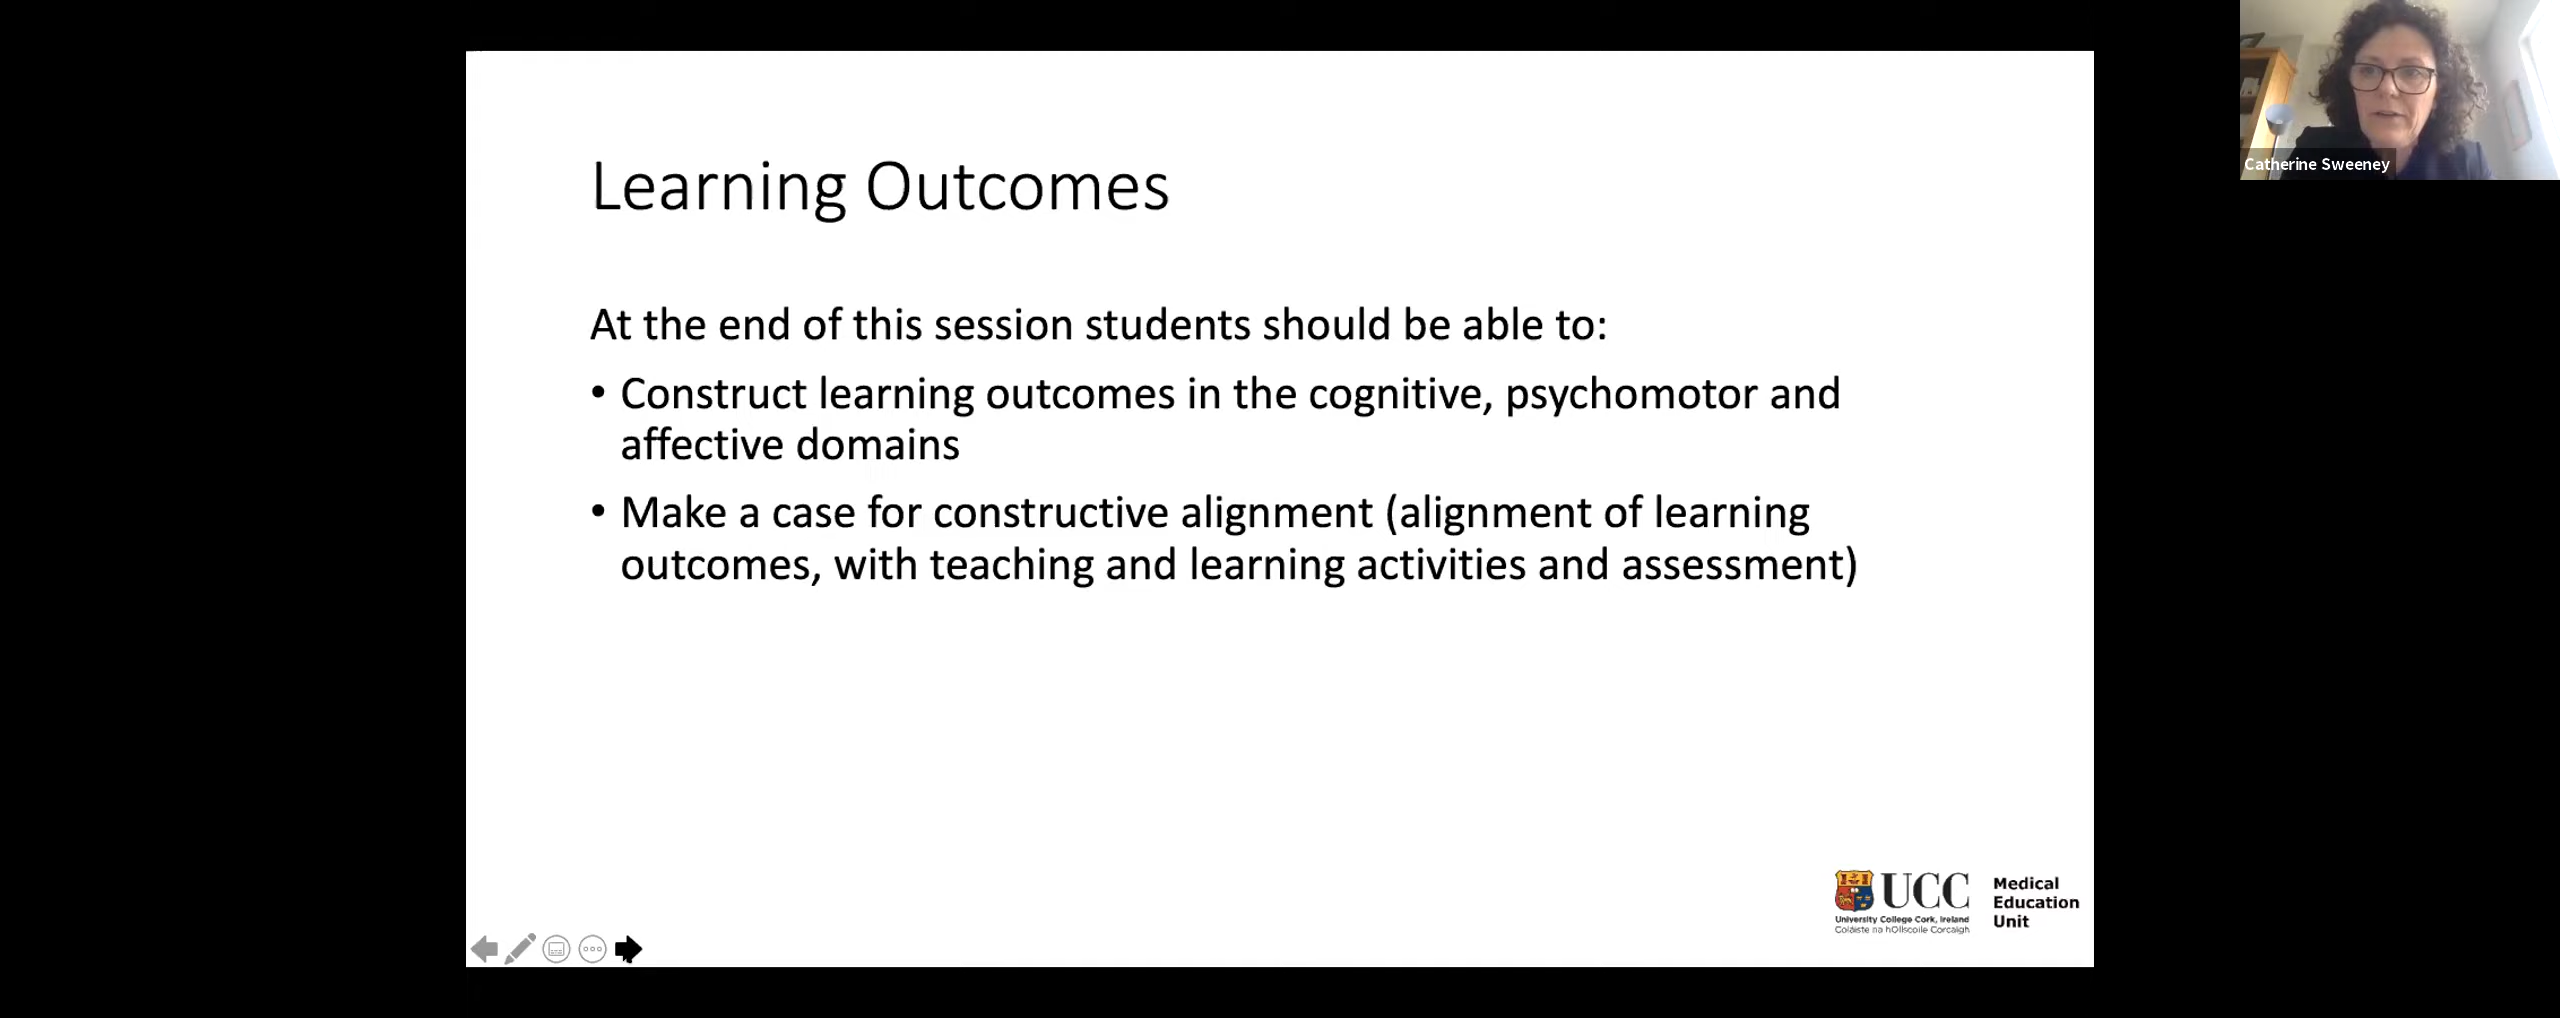 Learning Outcomes
At the end of this session students should be able to:
• Construct learning outcomes in the cognitive, psychomotor and
affective domains
• Make a case for constructive alignment (alignment of learning
outcomes, with teaching and learning activities and assessment)
Catherine Sweeney
UCC
University College Cork, Ireland
Coláiste na hOllscoile Corcaigh
Medical
Education
Unit